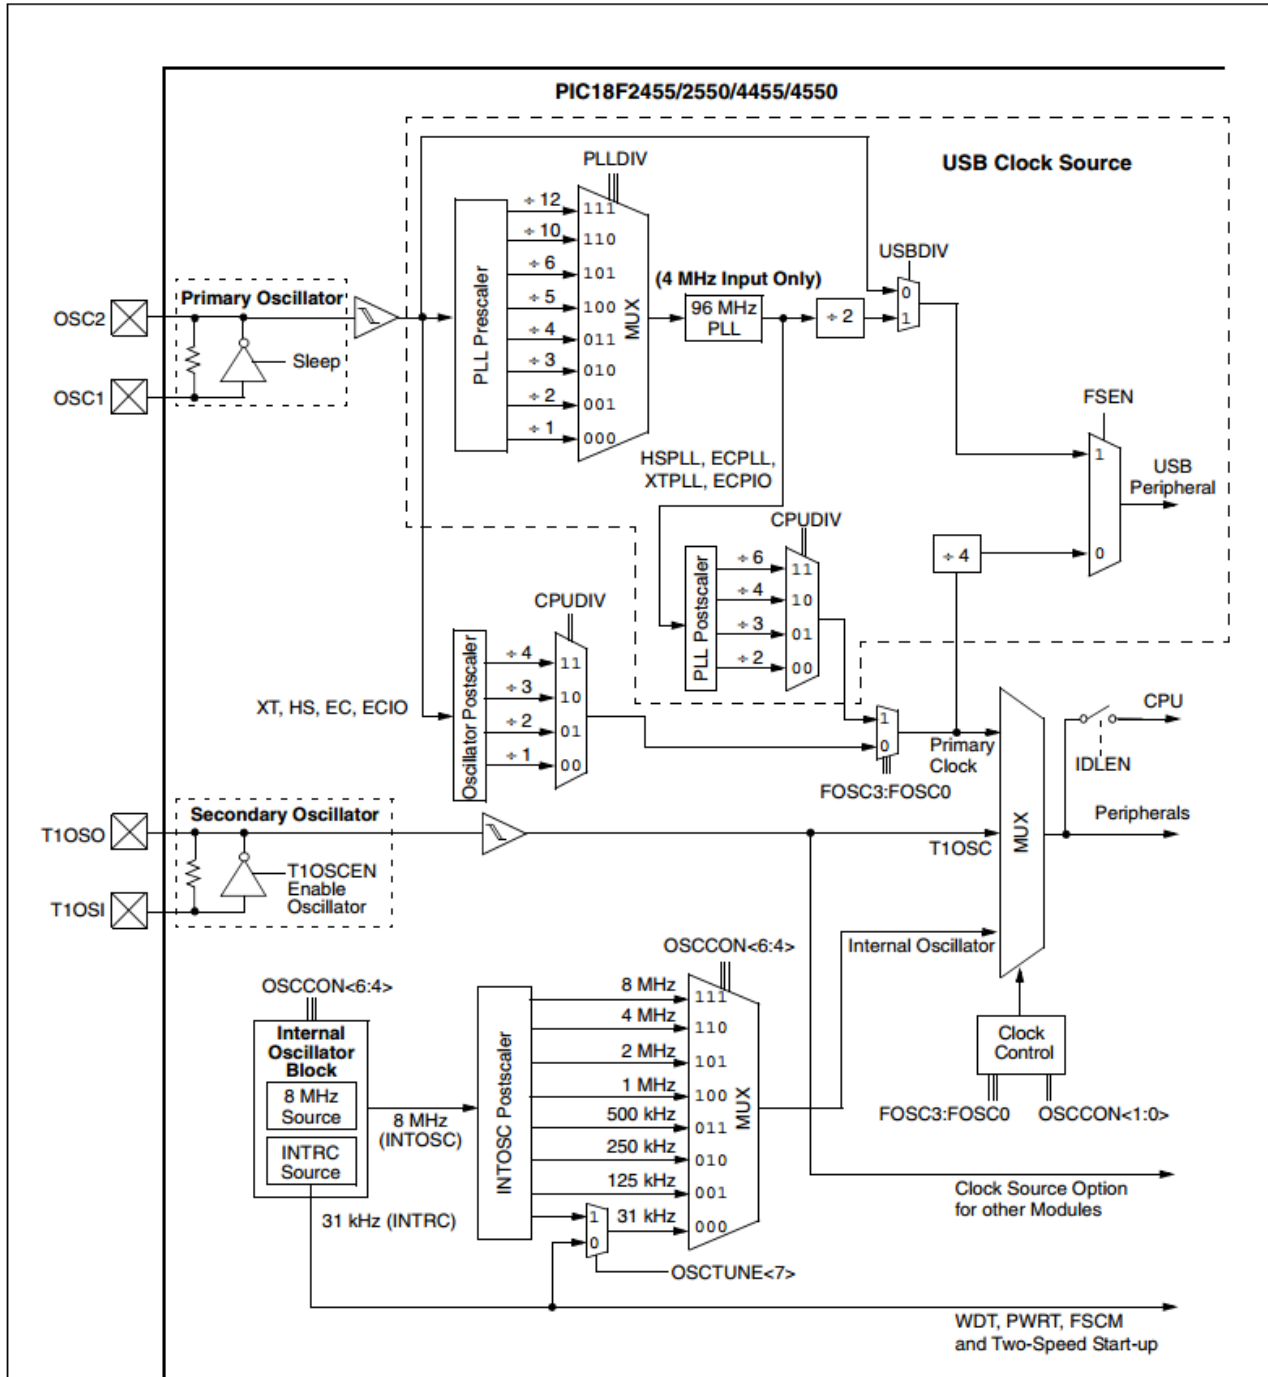 PIC18F2455/2550/4455/4550
USB Clock Source
PLLDIV
÷ 12
111
÷ 10
110
÷ 6
101
÷ 5
100
÷ 4
011
÷ 3
010
÷ 2
001
÷ 1
000
PLL Prescaler
MUX
(4 MHz Input Only)
96 MHz
PLL
÷ 2
USBDIV
0
1
Primary Oscillator
OSC2
Sleep
OSC1
FSEN
1
USB
Peripheral
0
÷ 4
HSPLL, ECPLL,
XTPLL, ECPIO
CPUDIV
PLL Postscaler
÷ 6
11
÷ 4
10
÷ 3
01
÷ 2
00
CPUDIV
Oscillator Postscaler
÷ 4
11
÷ 3
10
÷ 2
01
÷ 1
00
XT, HS, EC, ECIO
1
0
Primary
Clock
FOSC3:FOSC0
CPU
IDLEN
Peripherals
MUX
Secondary Oscillator
T1OSO
T1OSCEN
Enable
Oscillator
T1OSI
T1OSC
Internal Oscillator
OSCCON<6:4>
OSCCON<6:4>
Internal
Oscillator
Block
8 MHz
Source
INTRC
Source
8 MHz
(INTOSC)
31 kHz (INTRC)
INTOSC Postscaler
8 MHz
111
4 MHz
110
2 MHz
101
1 MHz
100
500 kHz
011
250 kHz
010
125 kHz
001
1
0
31 kHz
000
MUX
OSCTUNE<7>
Clock
Control
FOSC3:FOSC0
OSCCON<1:0>
Clock Source Option
for other Modules
WDT, PWRT, FSCM
and Two-Speed Start-up